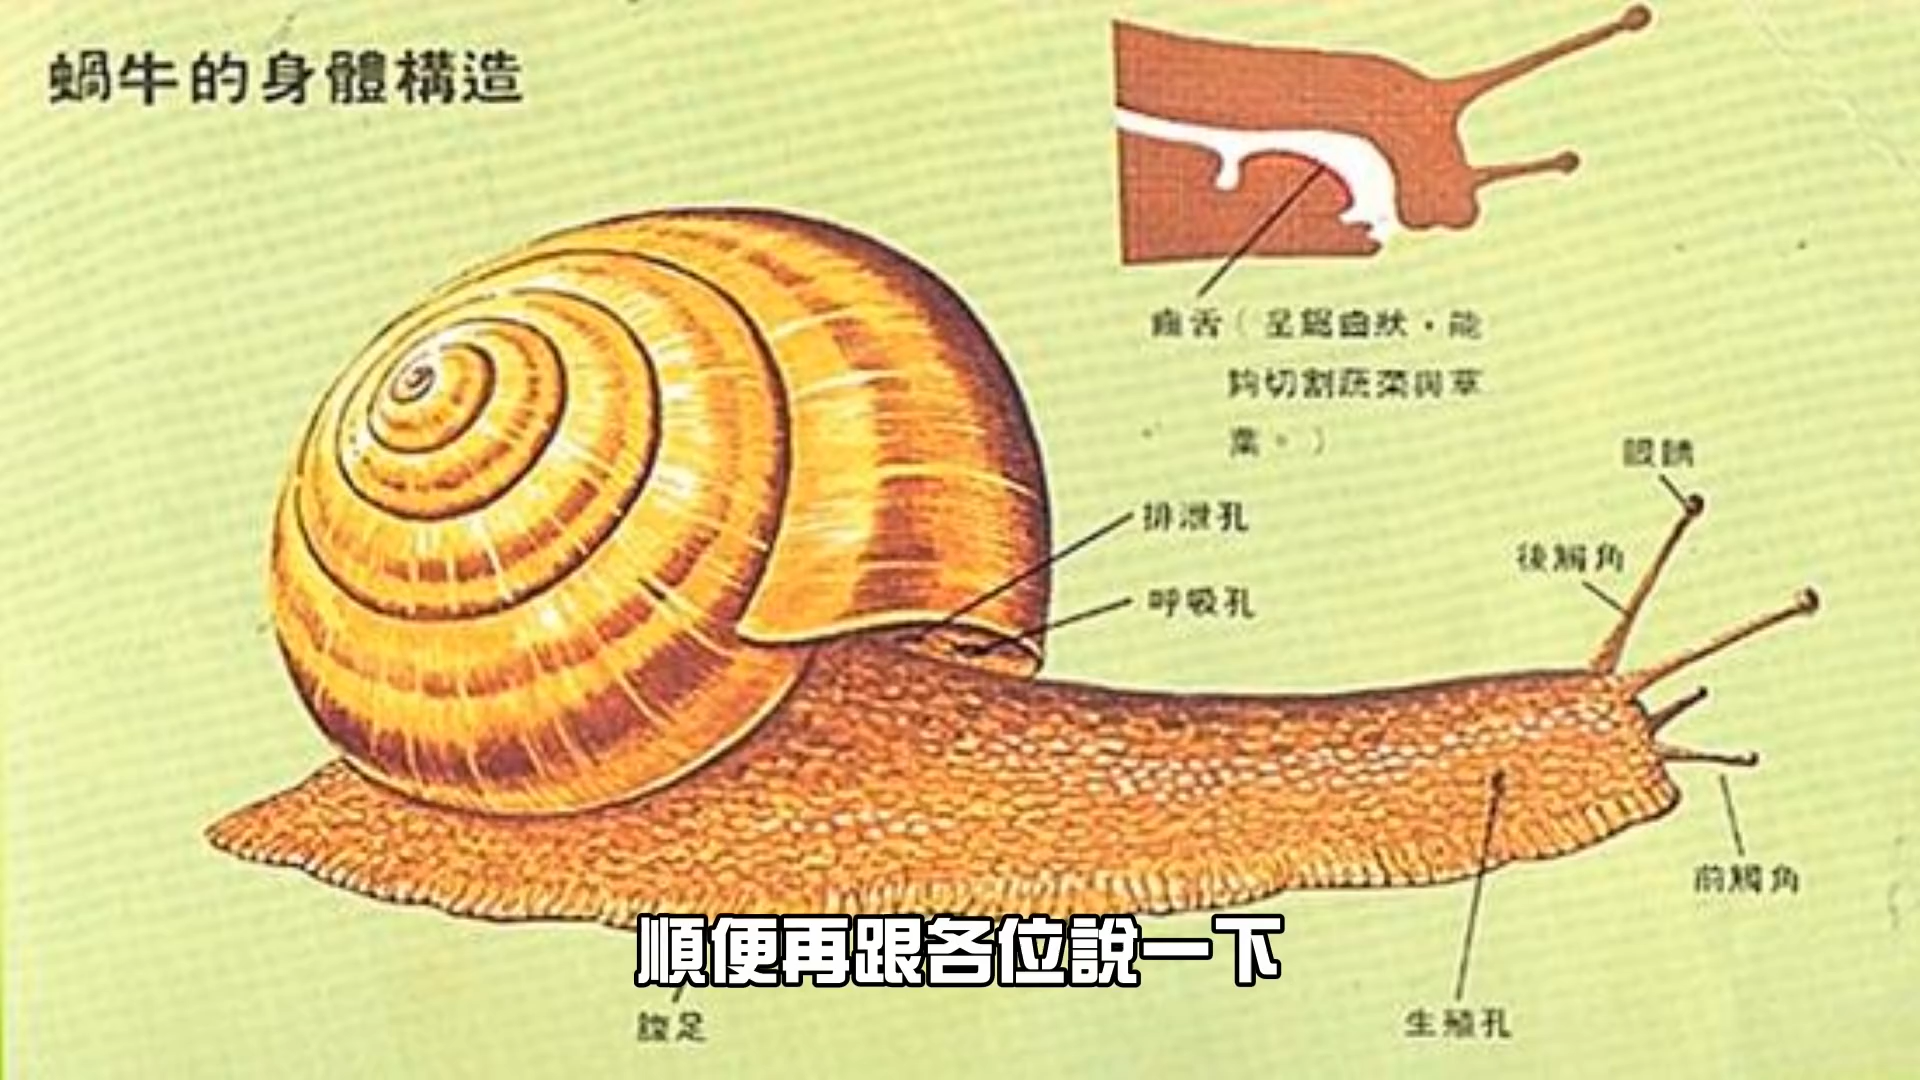 蝸牛的身體構造
齒舌（呈鋸齒狀，能
夠切割蔬菜與草
葉。）
眼睛
排泄孔
後觸角
呼吸孔
前觸角
順便再跟各位說一下
腹足
生殖孔